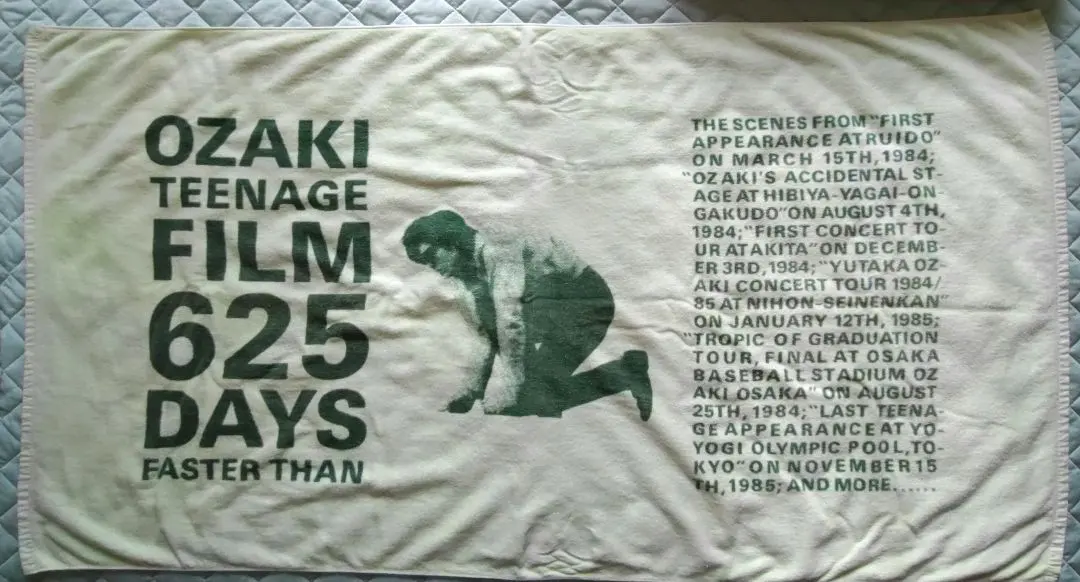 OZAKI
TEENAGE
FILM
625
DAYS
FASTER THAN
THE SCENES FROM "FIRST
APPEARANCE AT RUIDO"
ON MARCH 15TH, 1984;
"OZAKI'S ACCIDENTAL ST-
AGE AT HIBIYA-YAGAI-ON-
GAKUDO" ON AUGUST 4TH,
1984; "FIRST CONCERT TO-
UR AT AKITA" ON DECEMB-
ER 3RD, 1984; "YUTAKA OZ-
AKI CONCERT TOUR 1984/
85 AT NIHON-SEINENKAN"
ON JANUARY 12TH, 1985;
"TROPIC OF GRADUATION
TOUR, FINAL AT OSAKA
BASEBALL STADIUM OZ
AKI OSAKA" ON AUGUST
25TH, 1984; "LAST TEENA-
GE APPEARANCE AT YO-
YOGI OLYMPIC POOL, TO-
KYO" ON NOVEMBER 15
TH, 1985; AND MORE......